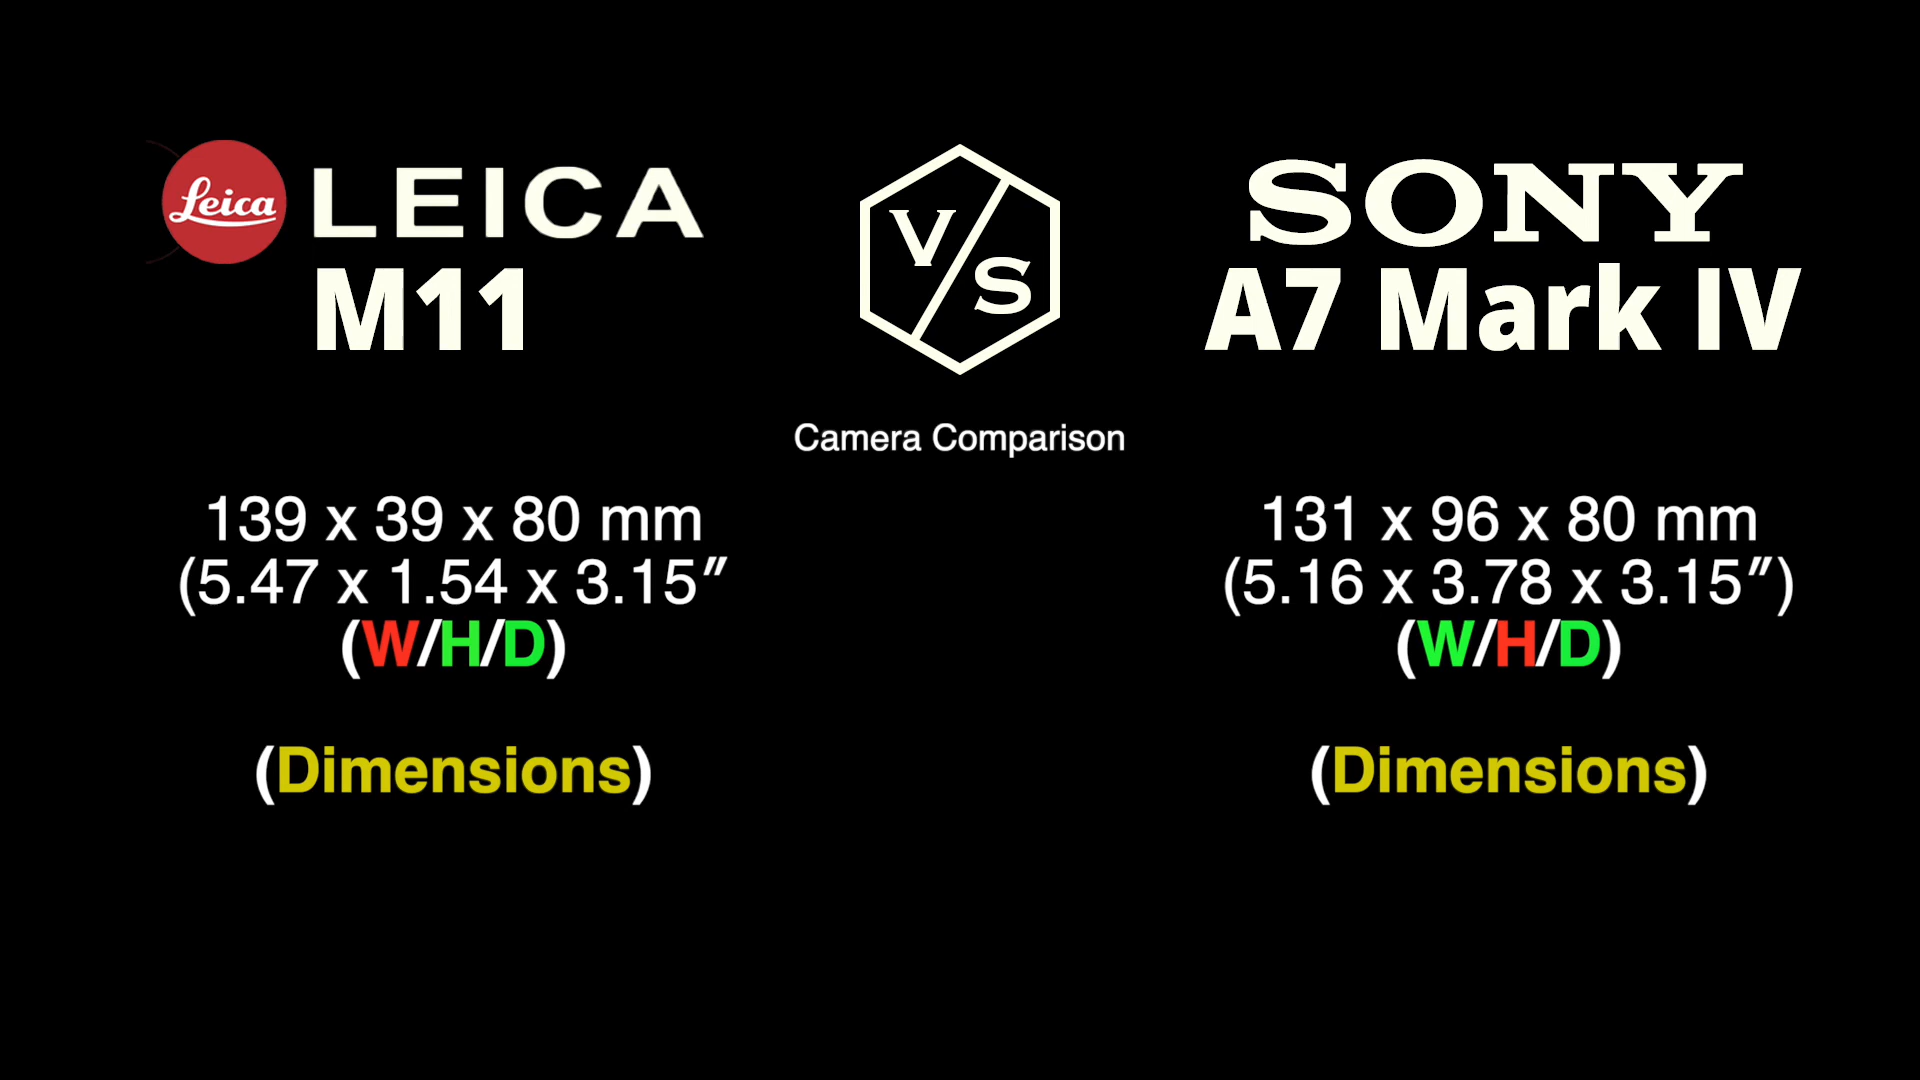 Leica LEICA
M11
V/S
SONY
A7 Mark IV
Camera Comparison
139 x 39 x 80 mm
(5.47 x 1.54 x 3.15″
(W/H/D)
(Dimensions)
131 x 96 x 80 mm
(5.16 x 3.78 x 3.15″)
(W/H/D)
(Dimensions)